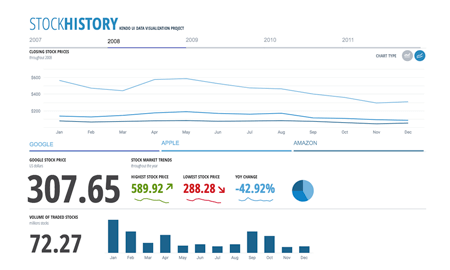 STOCKHISTORY KENDO UI DATA VISUALIZATION PROJECT
2007 2008 2009 2010 2011
CLOSING STOCK PRICES
throughout 2008
CHART TYPE
$600
$400
$200
Jan Feb Mar Apr May Jun Jul Aug Sep Oct Nov Dec
GOOGLE APPLE AMAZON
GOOGLE STOCK PRICE
US dollars
307.65
STOCK MARKET TRENDS
throughout the year
HIGHEST STOCK PRICE LOWEST STOCK PRICE YOY CHANGE
589.92 288.28 -42.92%
VOLUME OF TRADED STOCKS
million stocks
72.27
Jan Feb Mar Apr May Jun Jul Aug Sep Oct Nov Dec